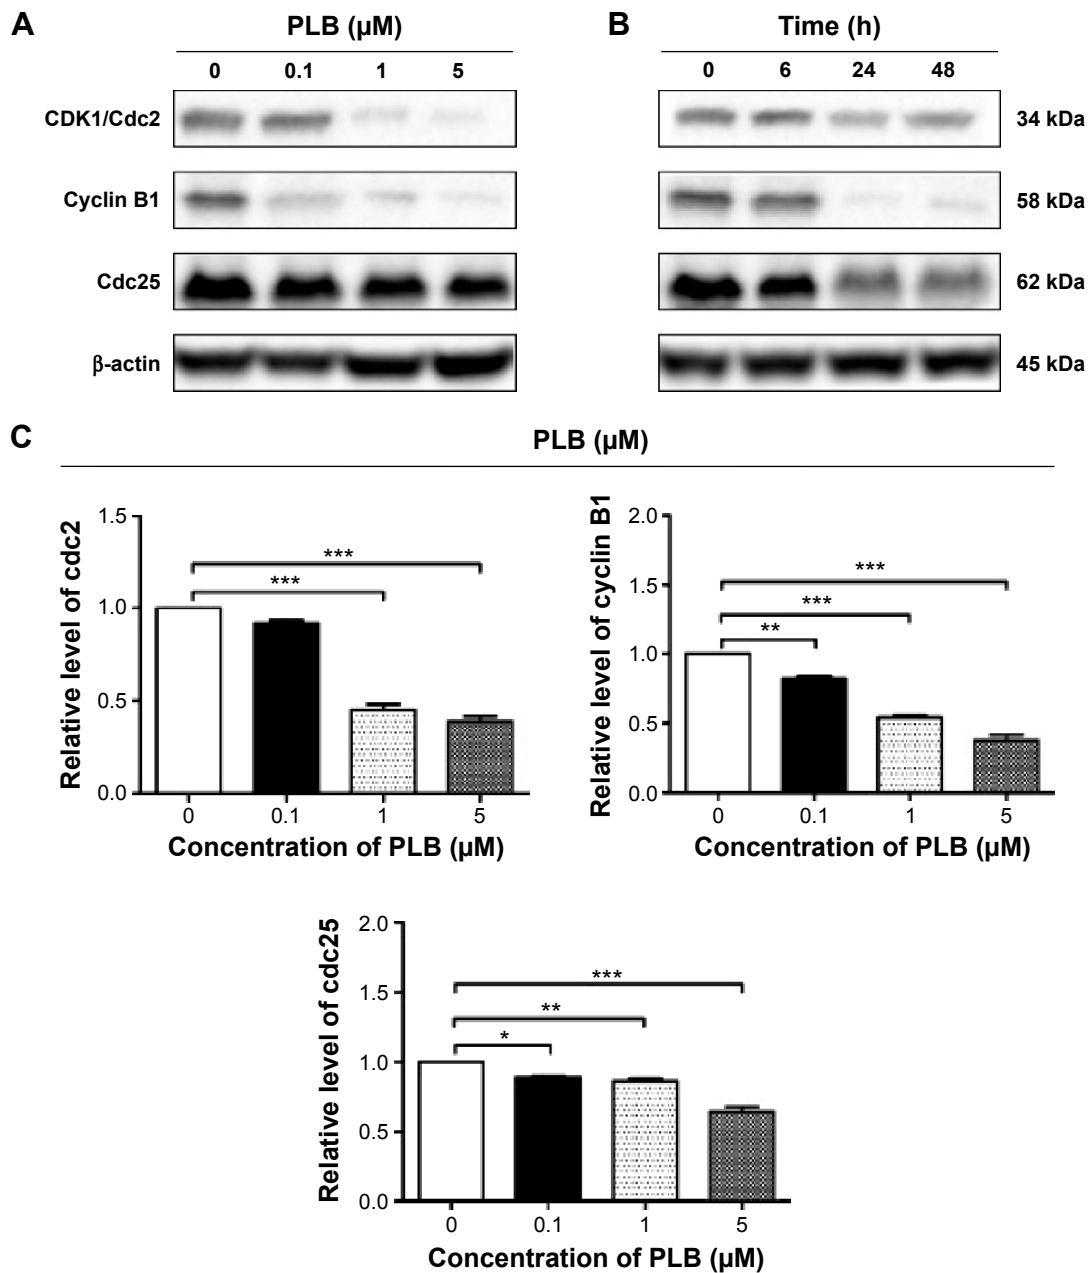 A
PLB (μM)
0 0.1 1 5
CDK1/Cdc2
Cyclin B1
Cdc25
β-actin
B
Time (h)
0 6 24 48
34 kDa
58 kDa
62 kDa
45 kDa
C
PLB (μM)
Relative level of cdc2
1.5
1.0
0.5
0.0
***
***
0 0.1 1 5
Concentration of PLB (μM)
Relative level of cyclin B1
2.0
1.5
1.0
0.5
0.0
***
***
**
0 0.1 1 5
Concentration of PLB (μM)
Relative level of cdc25
2.0
1.5
1.0
0.5
0.0
***
**
*
0 0.1 1 5
Concentration of PLB (μM)